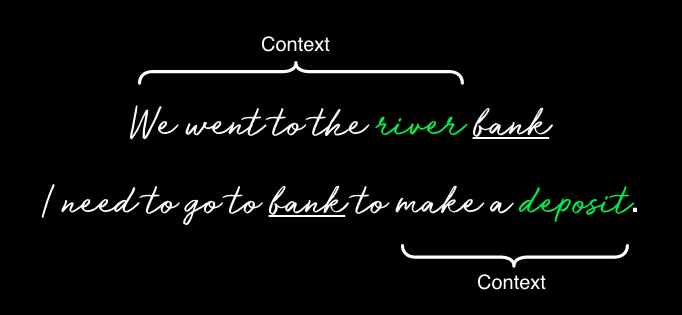 Context
We went to the river bank
I need to go to bank to make a deposit.
Context